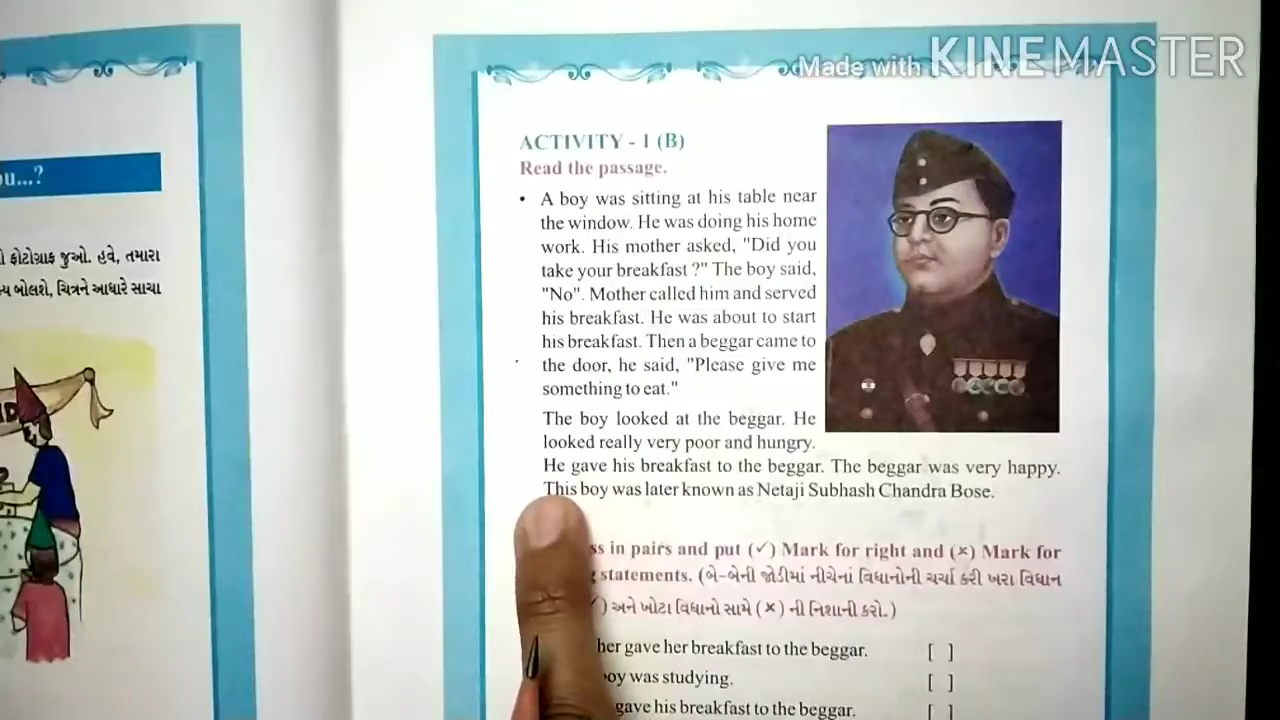 Made with KINEMASTER
u...?
ફોટોગ્રાફ જુઓ. હવે, તમારા
બોલશે, ચિત્રને આધારે સાચા
ACTIVITY - 1 (B)
Read the passage.
• A boy was sitting at his table near
the window. He was doing his home
work. His mother asked, "Did you
take your breakfast ?" The boy said,
"No". Mother called him and served
his breakfast. He was about to start
his breakfast. Then a beggar came to
the door, he said, "Please give me
something to eat."
The boy looked at the beggar. He
looked really very poor and hungry.
He gave his breakfast to the beggar. The beggar was very happy.
This boy was later known as Netaji Subhash Chandra Bose.
ss in pairs and put (✓) Mark for right and (×) Mark for
statements. (બે-બેની જોડીમાં નીચેનાં વિધાનોની ચર્ચા કરી ખરા વિધાન
) અને ખોટા વિધાનો સામે (×) ની નિશાની કરો.)
her gave her breakfast to the beggar. [ ]
oy was studying. [ ]
gave his breakfast to the beggar. [ ]